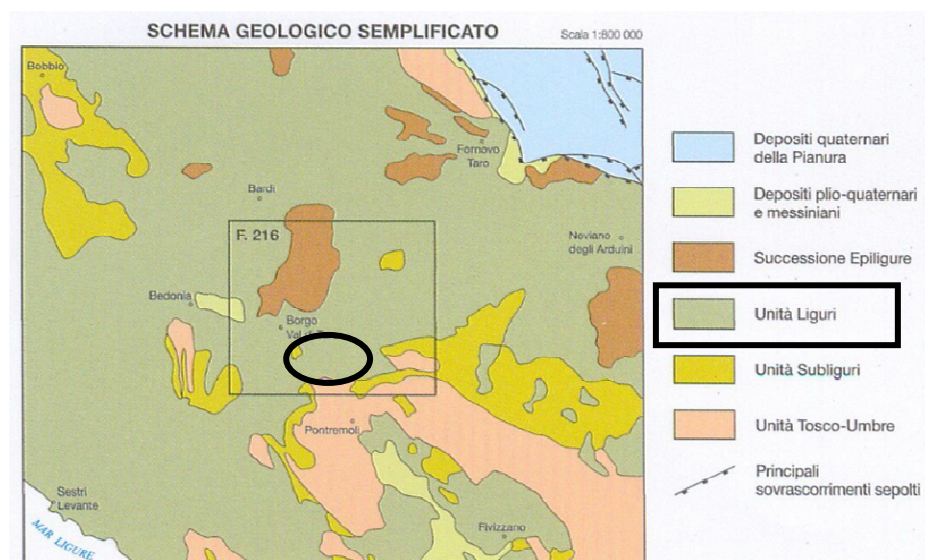 SCHEMA GEOLOGICO SEMPLIFICATO
Scala 1:800 000
Bobbio
Fornovo
Taro
Bardi
F. 216
Neviano
degli Arduini
Bedonia
Borgo
Pontremoli
Sestri
Levante
MAR LIGURE
Fivizzano
Depositi quaternari
della Pianura
Depositi plio-quaternari
e messiniani
Successione Epiligure
Unità Liguri
Unità Subliguri
Unità Tosco-Umbre
Principali
sovrascorrimenti sepolti